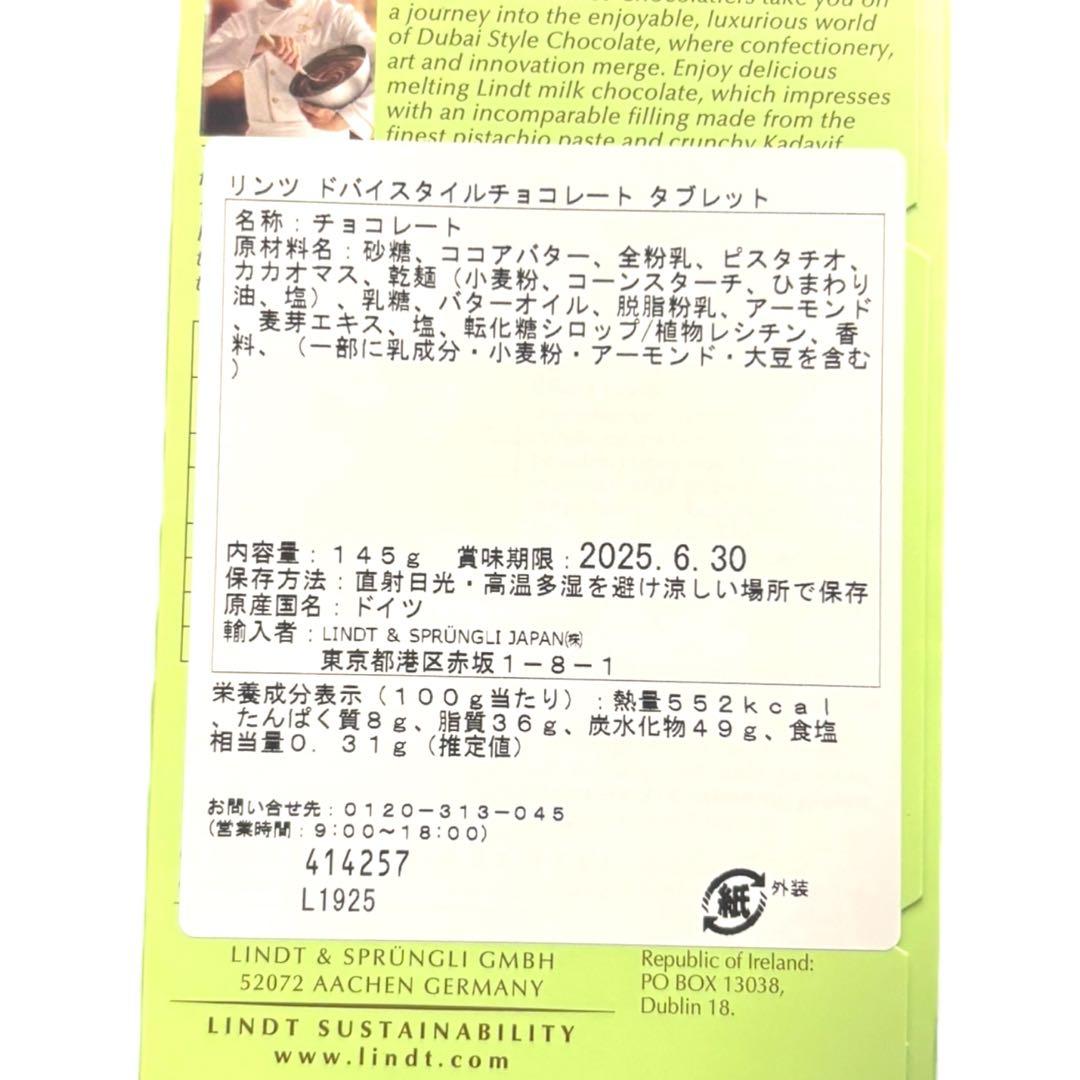 a journey into the enjoyable, luxurious world
of Dubai Style Chocolate, where confectionery,
art and innovation merge. Enjoy delicious
melting Lindt milk chocolate, which impresses
with an incomparable filling made from the
finest pistachio paste and crunchy Kadayif
リンツ ドバイスタイルチョコレート タブレット
名称：チョコレート
原材料名：砂糖、ココアバター、全粉乳、ピスタチオ、
カカオマス、乾麺（小麦粉、コーンスターチ、ひまわり
油、塩）、乳糖、バターオイル、脱脂粉乳、アーモンド
、麦芽エキス、塩、転化糖シロップ/植物レシチン、香
料、（一部に乳成分・小麦粉・アーモンド・大豆を含む
）
内容量：１４５ｇ 賞味期限：2025.6.30
保存方法：直射日光・高温多湿を避け涼しい場所で保存
原産国名：ドイツ
輸入者：LINDT & SPRÜNGLI JAPAN㈱
東京都港区赤坂１－８－１
栄養成分表示（１００ｇ当たり）：熱量５５２ｋｃａｌ
、たんぱく質８ｇ、脂質３６ｇ、炭水化物４９ｇ、食塩
相当量０．３１ｇ（推定値）
お問い合せ先：０１２０－３１３－０４５
（営業時間：９：００～１８：００）
414257
L1925
紙 外装
LINDT & SPRÜNGLI GMBH
52072 AACHEN GERMANY
Republic of Ireland:
PO BOX 13038,
Dublin 18.
LINDT SUSTAINABILITY
www.lindt.com